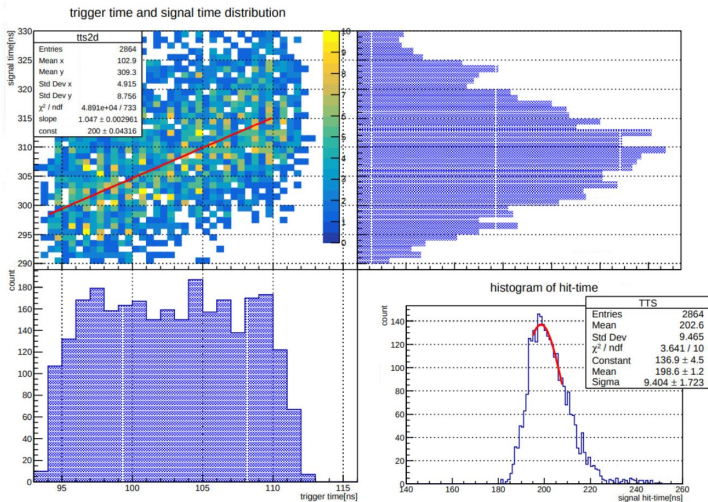 trigger time and signal time distribution
tts2d
Entries 2864
Mean x 102.9
Mean y 309.3
Std Dev x 4.915
Std Dev y 8.756
χ² / ndf 4.891e+04 / 733
slope 1.047 ± 0.002961
const 200 ± 0.04316
signal time[ns]
330
325
320
315
310
305
300
295
290
10
9
8
7
6
5
4
3
2
1
0
count
180
160
140
120
100
80
60
40
20
0
95 100 105 110 115
trigger time[ns]
histogram of hit-time
TTS
Entries 2864
Mean 202.6
Std Dev 9.465
χ² / ndf 3.641 / 10
Constant 136.9 ± 4.5
Mean 198.6 ± 1.2
Sigma 9.404 ± 1.723
count
140
120
100
80
60
40
20
0
140 160 180 200 220 240 260
signal hit-time[ns]